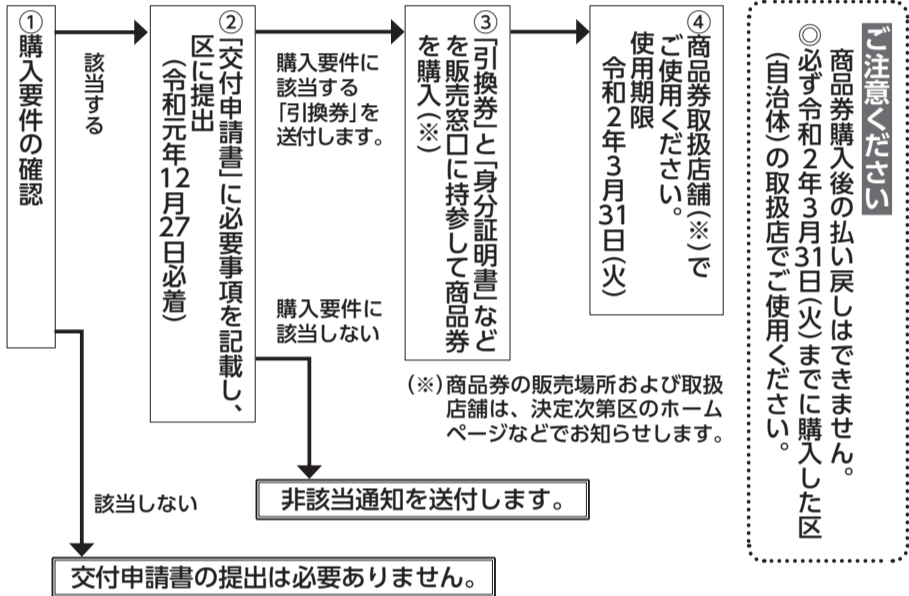 ①購入要件の確認
該当する
②「交付申請書」に必要事項を記載し、
区に提出
(令和元年12月27日必着)
購入要件に
該当する
「引換券」を
送付します。
③「引換券」と「身分証明書」など
を販売窓口に持参して商品券
を購入(※)
④商品券取扱店舗(※)で
ご使用ください。
使用期限
令和2年3月31日(火)
購入要件に
該当しない
(※)商品券の販売場所および取扱
店舗は、決定次第区のホーム
ページなどでお知らせします。
非該当通知を送付します。
該当しない
交付申請書の提出は必要ありません。
ご注意ください
商品券購入後の払い戻しはできません。
◎必ず令和2年3月31日(火)までに購入した区
(自治体)の取扱店でご使用ください。